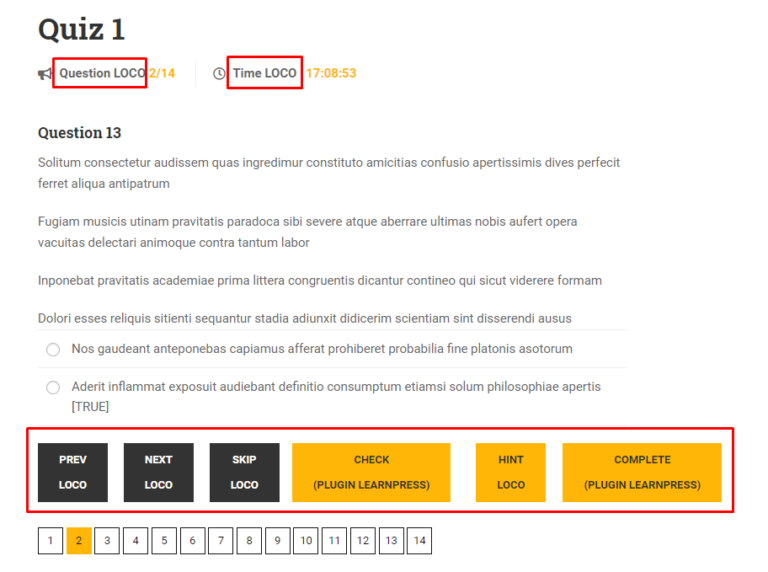 Quiz 1
Question LOCO 2/14 Time LOCO 17:08:53
Question 13
Solitum consectetur audissem quas ingredimur constituto amicitias confusio apertissimis dives perfecit
ferret aliqua antipatrum
Fugiam musicis utinam pravitatis paradoca sibi severe atque aberrare ultimas nobis aufert opera
vacuitas delectari animoque contra tantum labor
Inponebat pravitatis academiae prima littera congruentis dicantur contineo qui sicut viderere formam
Dolori esses reliquis sitienti sequantur stadia adiunxit didicerim scientiam sint disserendi ausus
Nos gaudeant anteponebas capiamus afferat prohiberet probabilia fine platonis asotorum
Aderit inflammat exposuit audiebant definitio consumptum etiamsi solum philosophiae apertis
[TRUE]
PREV NEXT SKIP CHECK HINT COMPLETE
LOCO LOCO LOCO (PLUGIN LEARNPRESS) LOCO (PLUGIN LEARNPRESS)
1 2 3 4 5 6 7 8 9 10 11 12 13 14